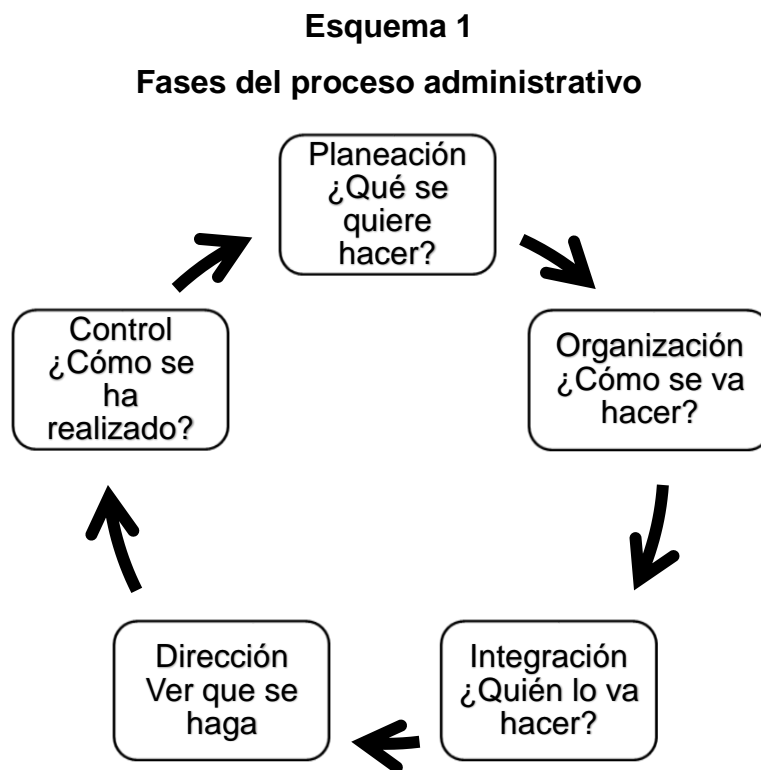 Esquema 1
Fases del proceso administrativo
Planeación
¿Qué se
quiere
hacer?
Organización
¿Cómo se va
hacer?
Integración
¿Quién lo va
hacer?
Dirección
Ver que se
haga
Control
¿Cómo se
ha
realizado?